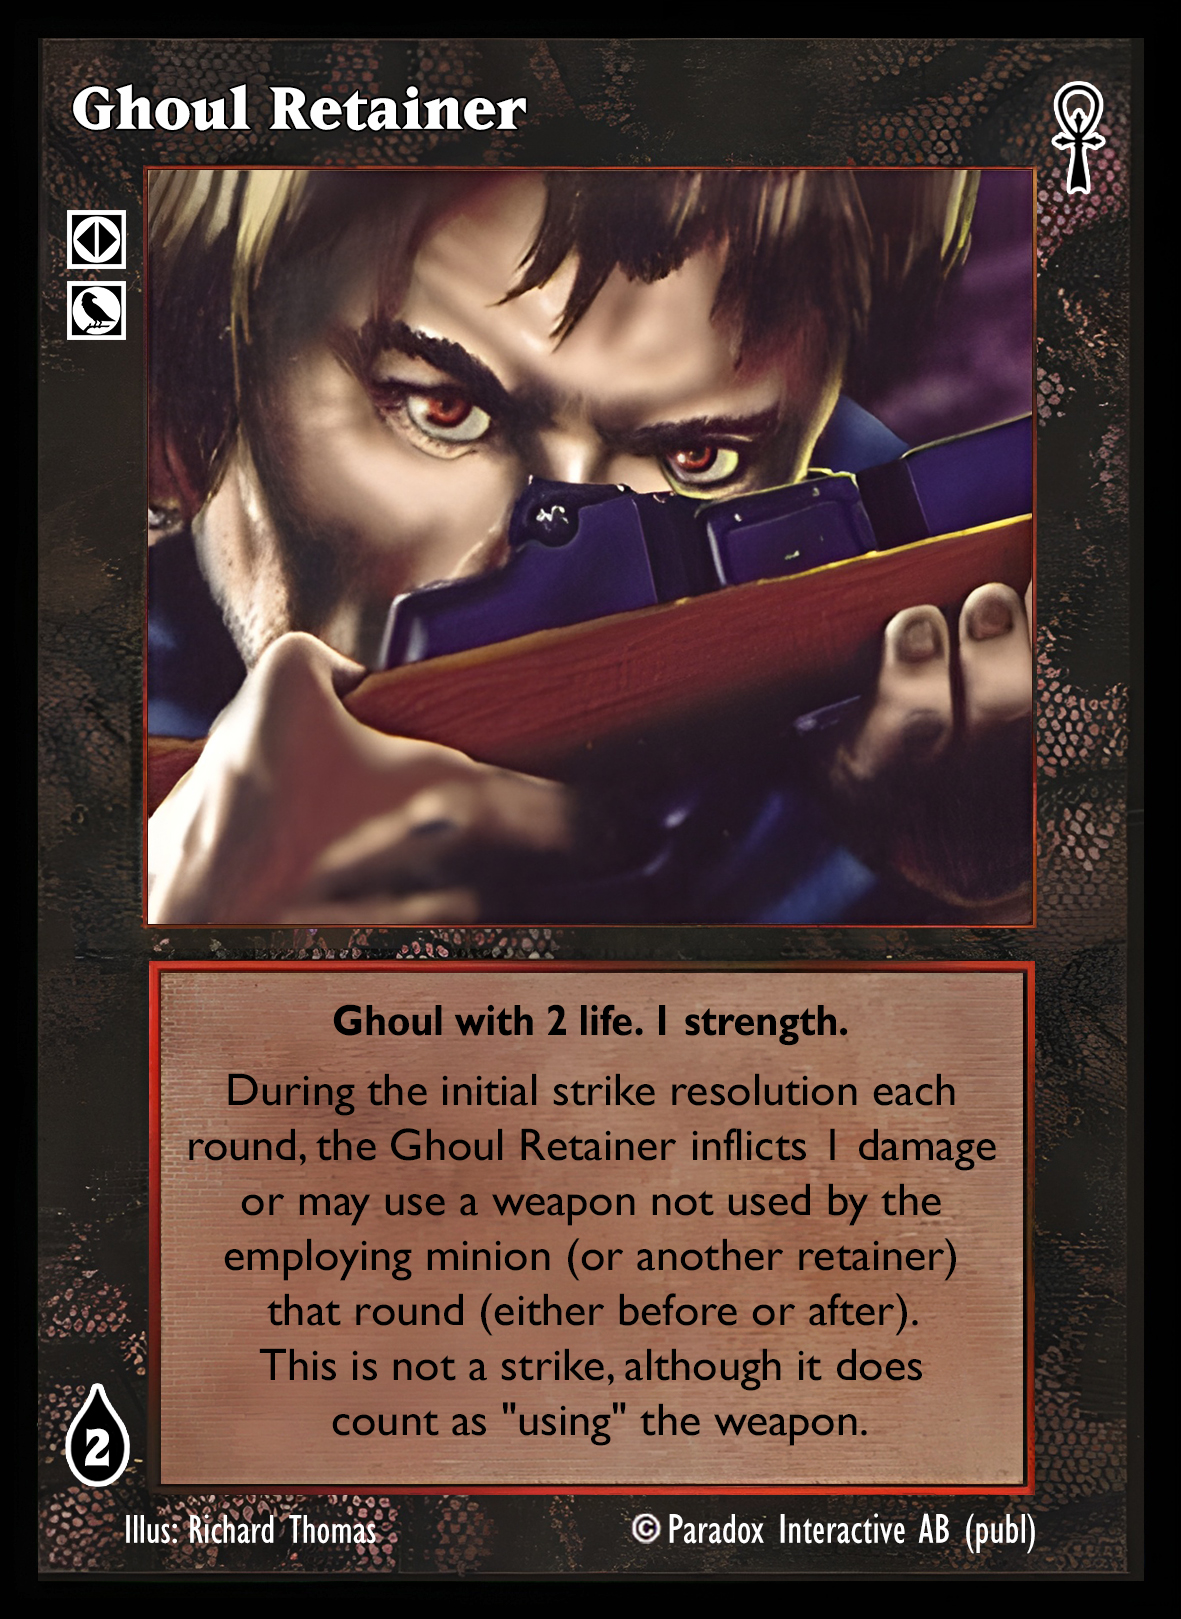 Ghoul Retainer
Ghoul with 2 life. 1 strength.
During the initial strike resolution each
round, the Ghoul Retainer inflicts 1 damage
or may use a weapon not used by the
employing minion (or another retainer)
that round (either before or after).
This is not a strike, although it does
count as "using" the weapon.
2
Illus: Richard Thomas
© Paradox Interactive AB (publ)